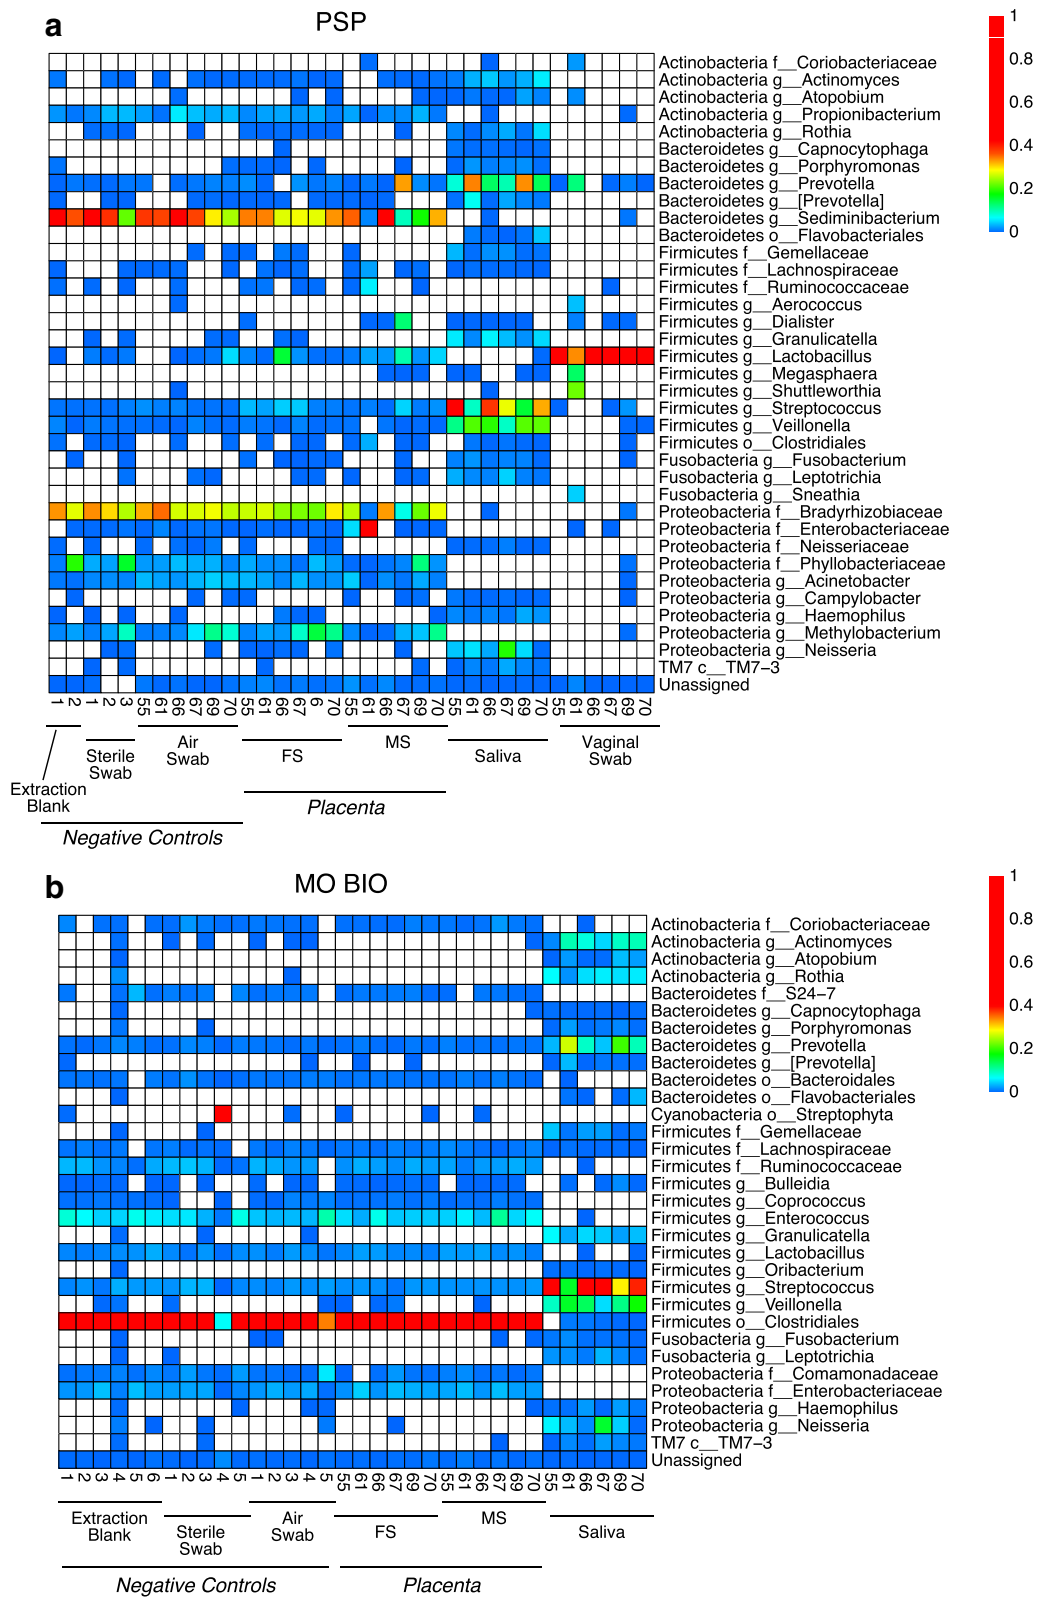 a
PSP
1
0.8
0.6
0.4
0.2
0
Actinobacteria f__Coriobacteriaceae
Actinobacteria g__Actinomyces
Actinobacteria g__Atopobium
Actinobacteria g__Propionibacterium
Actinobacteria g__Rothia
Bacteroidetes g__Capnocytophaga
Bacteroidetes g__Porphyromonas
Bacteroidetes g__Prevotella
Bacteroidetes g__[Prevotella]
Bacteroidetes g__Sediminibacterium
Bacteroidetes o__Flavobacteriales
Firmicutes f__Gemellaceae
Firmicutes f__Lachnospiraceae
Firmicutes f__Ruminococcaceae
Firmicutes g__Aerococcus
Firmicutes g__Dialister
Firmicutes g__Granulicatella
Firmicutes g__Lactobacillus
Firmicutes g__Megasphaera
Firmicutes g__Shuttleworthia
Firmicutes g__Streptococcus
Firmicutes g__Veillonella
Firmicutes o__Clostridiales
Fusobacteria g__Fusobacterium
Fusobacteria g__Leptotrichia
Fusobacteria g__Sneathia
Proteobacteria f__Bradyrhizobiaceae
Proteobacteria f__Enterobacteriaceae
Proteobacteria f__Neisseriaceae
Proteobacteria f__Phyllobacteriaceae
Proteobacteria g__Acinetobacter
Proteobacteria g__Campylobacter
Proteobacteria g__Haemophilus
Proteobacteria g__Methylobacterium
Proteobacteria g__Neisseria
TM7 c__TM7−3
Unassigned
1 2 1 2 3 55 61 66 67 69 70 55 61 66 67 6 70 55 61 66 67 69 70 55 61 66 67 69 70 55 61 66 67 69 70
Extraction Blank
Sterile Swab
Air Swab
FS
MS
Saliva
Vaginal Swab
Placenta
Negative Controls
b
MO BIO
1
0.8
0.6
0.4
0.2
0
Actinobacteria f__Coriobacteriaceae
Actinobacteria g__Actinomyces
Actinobacteria g__Atopobium
Actinobacteria g__Rothia
Bacteroidetes f__S24−7
Bacteroidetes g__Capnocytophaga
Bacteroidetes g__Porphyromonas
Bacteroidetes g__Prevotella
Bacteroidetes g__[Prevotella]
Bacteroidetes o__Bacteroidales
Bacteroidetes o__Flavobacteriales
Cyanobacteria o__Streptophyta
Firmicutes f__Gemellaceae
Firmicutes f__Lachnospiraceae
Firmicutes f__Ruminococcaceae
Firmicutes g__Bulleidia
Firmicutes g__Coprococcus
Firmicutes g__Enterococcus
Firmicutes g__Granulicatella
Firmicutes g__Lactobacillus
Firmicutes g__Oribacterium
Firmicutes g__Streptococcus
Firmicutes g__Veillonella
Firmicutes o__Clostridiales
Fusobacteria g__Fusobacterium
Fusobacteria g__Leptotrichia
Proteobacteria f__Comamonadaceae
Proteobacteria f__Enterobacteriaceae
Proteobacteria g__Haemophilus
Proteobacteria g__Neisseria
TM7 c__TM7−3
Unassigned
1 2 3 4 5 6 1 2 3 4 5 1 2 3 4 5 55 61 66 67 69 70 55 61 66 67 69 70 55 61 66 67 69 70
Extraction Blank
Sterile Swab
Air Swab
FS
MS
Saliva
Negative Controls
Placenta